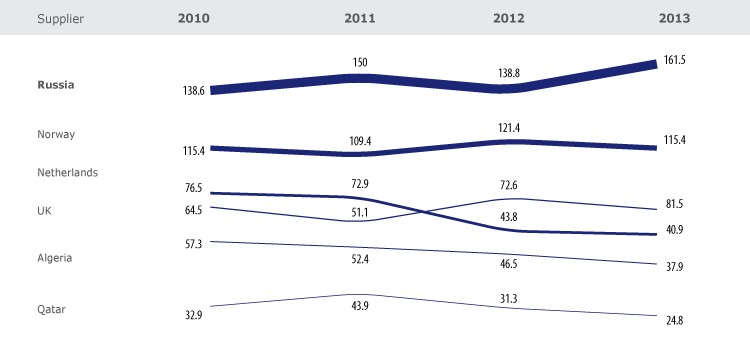 Supplier 2010 2011 2012 2013
Russia 138.6 150 138.8 161.5
Norway 115.4 109.4 121.4 115.4
Netherlands 76.5 72.9 72.6 81.5
UK 64.5 51.1 43.8 40.9
Algeria 57.3 52.4 46.5 37.9
Qatar 32.9 43.9 31.3 24.8